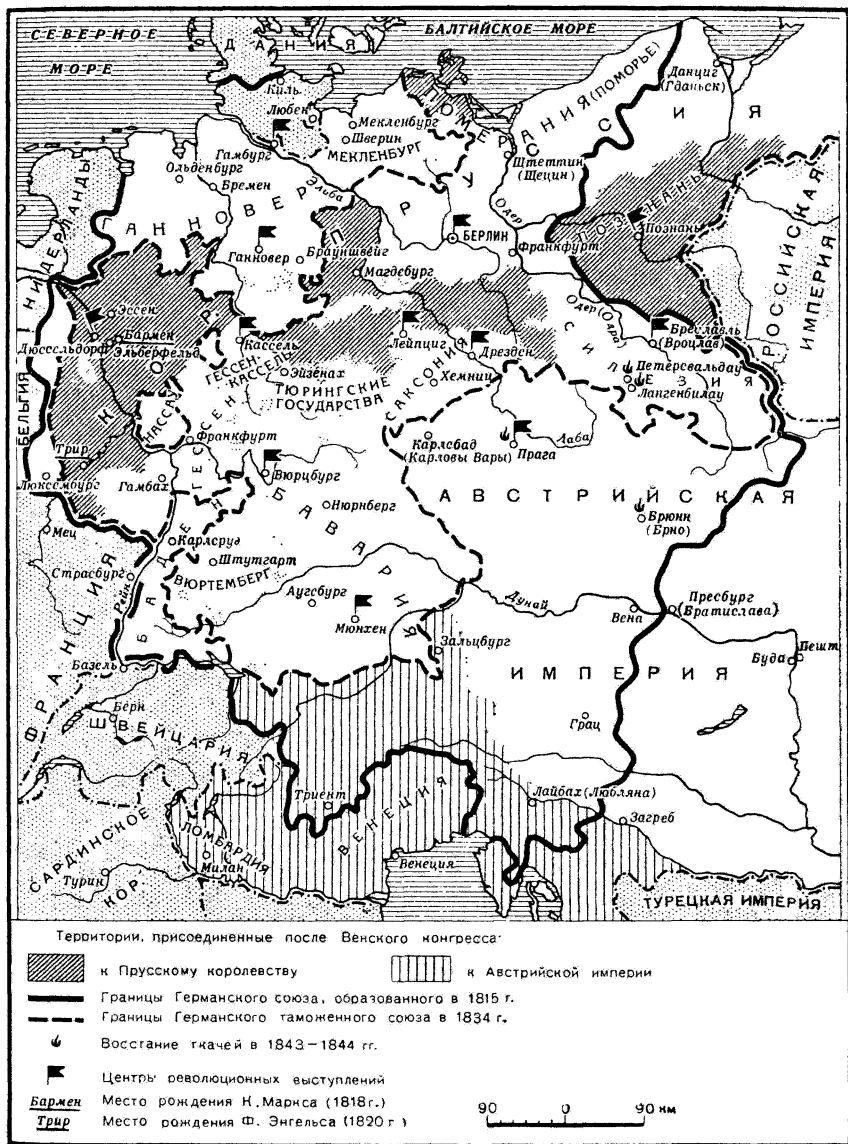 СЕВЕРНОЕ
МОРЕ
БАЛТИЙСКОЕ МОРЕ
ДАНИЯ
Киль
Любен
Мекленбург
Шверин
МЕКЛЕНБУРГ
Гамбург
ПОМЕРАНИЯ (ПОМОРЬЕ)
Данциг
(Гданьск)
Штеттин
(Щецин)
ПРУССИЯ
Ольденбург
Бремен
Эльба
ГАННОВЕР
НИДЕРЛАНДЫ
Ганновер
Брауншвейг
Магдебург
БЕРЛИН
Франкфурт
Одер
ПОЗНАНЬ
Познань
РОССИЙСКАЯ
ИМПЕРИЯ
Эссен
Бармен
Дюссельдорф
Эльберфельд
Кассель
ГЕССЕН-
КАССЕЛЬ
Эйзенах
ТЮРИНГСКИЕ
ГОСУДАРСТВА
Лейпциг
Дрезден
Хемниц
САКСОНИЯ
Одер (Одра)
СИЛЕЗИЯ
Бреславль
(Вроцлав)
Петерсвальдау
Лангенбилау
БЕЛЬГИЯ
КОР.
НАССАУ
ГЕССЕН
Франкфурт
Трир
Люксембург
Гамбах
Вюрцбург
Нюрнберг
Карлсбад
(Карловы Вары)
Прага
Лаба
АВСТРИЙСКАЯ
Брюнн
(Брно)
Мец
Карлсруд
Страсбург
Рейн
Штутгарт
ВЮРТЕМБЕРГ
БАДЕН
БАВАРИЯ
Аугсбург
Мюнхен
Дунай
Вена
Пресбург
(Братислава)
Зальцбург
Буда
Пешт
ИМПЕРИЯ
Базель
ФРАНЦИЯ
Берн
ШВЕЙЦАРИЯ
Грац
Триент
ВЕНЕЦИЯ
Лайбах (Любляна)
Загреб
САРДИНСКОЕ
КОР.
ЛОМБАРДИЯ
Милан
Турин
Венеция
ТУРЕЦКАЯ ИМПЕРИЯ
Территории, присоединенные после Венского конгресса:
к Прусскому королевству
к Австрийской империи
Границы Германского союза, образованного в 1815 г.
Границы Германского таможенного союза в 1834 г.
Восстание ткачей в 1843-1844 гг.
Центры революционных выступлений
Бармен Место рождения К. Маркса (1818г.)
Трир Место рождения Ф. Энгельса (1820 г)
90 0 90 км